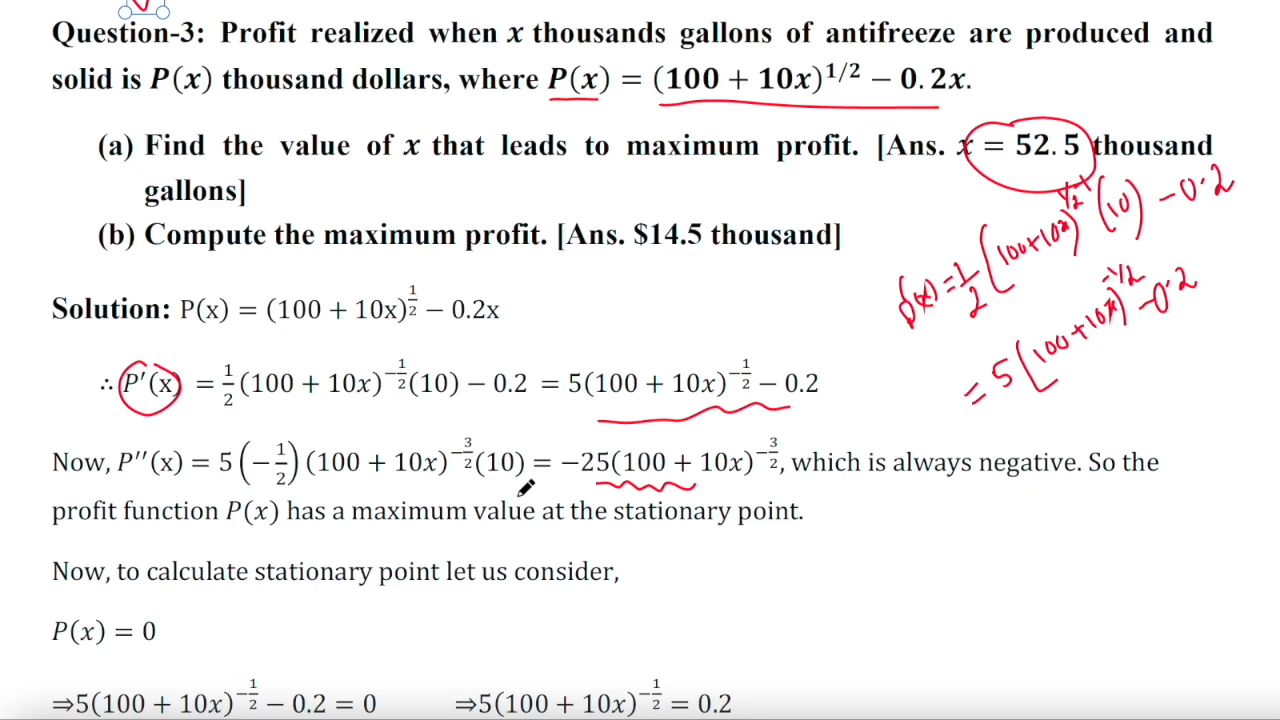 Question-3: Profit realized when x thousands gallons of antifreeze are produced and
solid is P(x) thousand dollars, where P(x) = (100 + 10x)^{1/2} − 0.2x.
(a) Find the value of x that leads to maximum profit. [Ans. x = 52.5 thousand
gallons]
(b) Compute the maximum profit. [Ans. $14.5 thousand]
p'(x) = 1/2 (100+10x)^{1/2-1} (10) - 0.2
= 5 (100+10x)^{-1/2} - 0.2
Solution: P(x) = (100 + 10x)^{1/2} − 0.2x
∴ P′(x) = 1/2 (100 + 10x)^{−1/2}(10) − 0.2 = 5(100 + 10x)^{−1/2} − 0.2
Now, P′′(x) = 5 (−1/2) (100 + 10x)^{−3/2}(10) = −25(100 + 10x)^{−3/2}, which is always negative. So the
profit function P(x) has a maximum value at the stationary point.
Now, to calculate stationary point let us consider,
P(x) = 0
⇒5(100 + 10x)^{−1/2} − 0.2 = 0 ⇒5(100 + 10x)^{−1/2} = 0.2